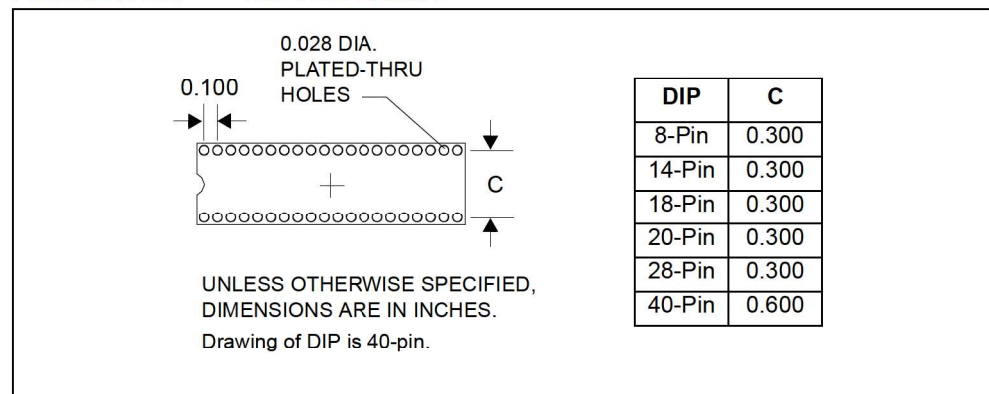 0.028 DIA.
PLATED-THRU
HOLES
0.100
C
UNLESS OTHERWISE SPECIFIED,
DIMENSIONS ARE IN INCHES.
Drawing of DIP is 40-pin.
DIP C
8-Pin 0.300
14-Pin 0.300
18-Pin 0.300
20-Pin 0.300
28-Pin 0.300
40-Pin 0.600